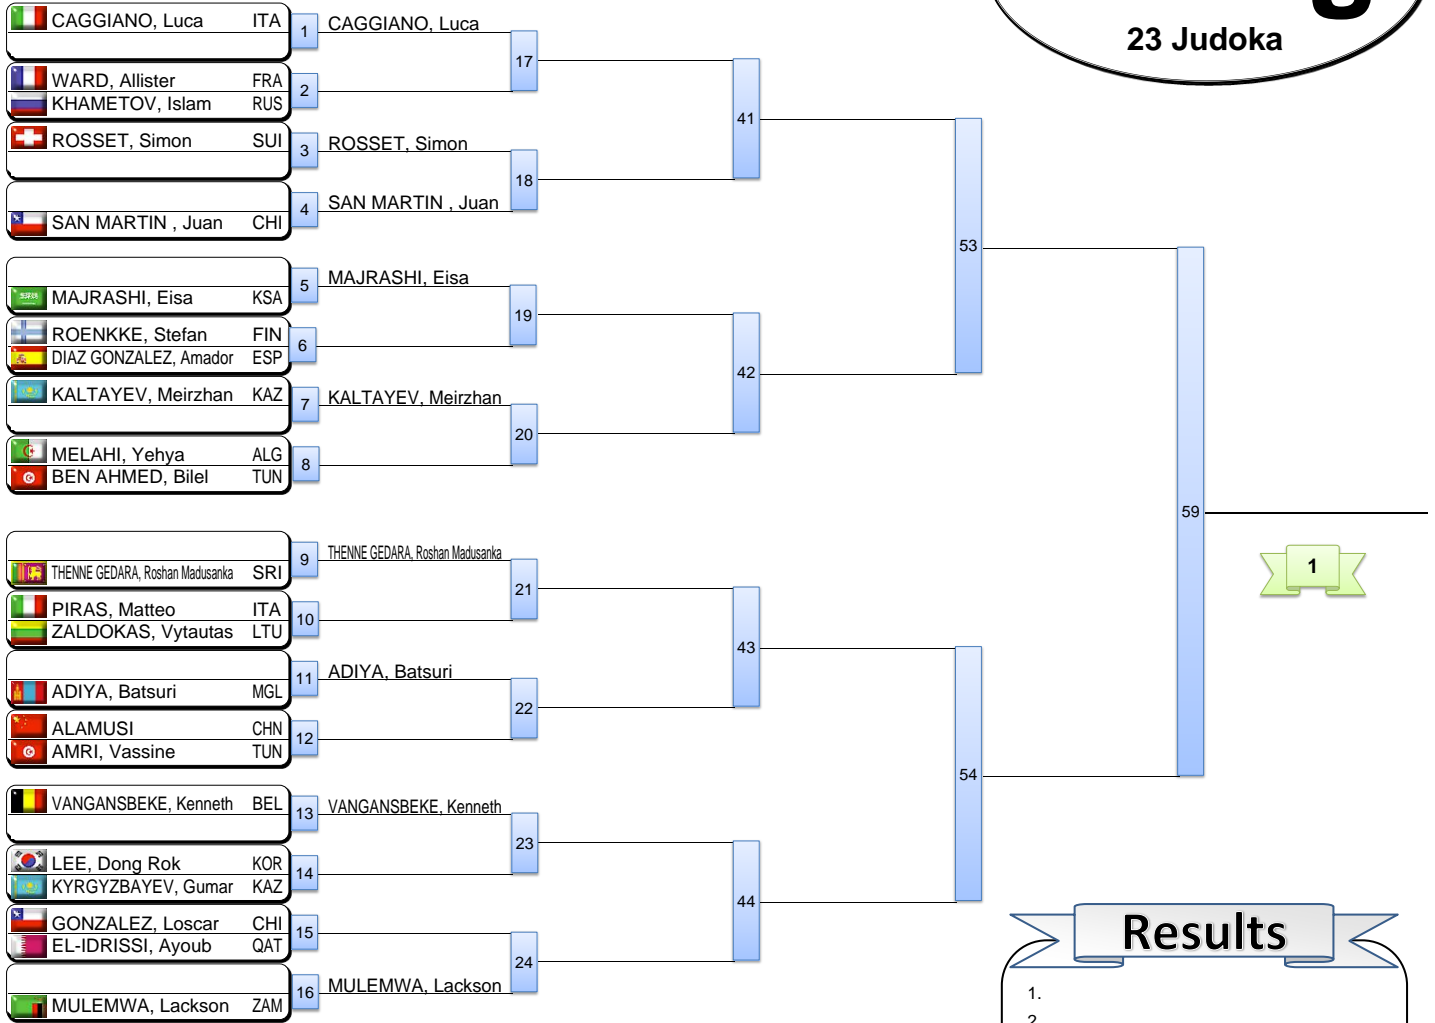 23 Judoka
CAGGIANO, Luca ITA
1
CAGGIANO, Luca
17
WARD, Allister FRA
2
KHAMETOV, Islam RUS
41
ROSSET, Simon SUI
3
ROSSET, Simon
18
4
SAN MARTIN , Juan
SAN MARTIN , Juan CHI
53
5
MAJRASHI, Eisa
MAJRASHI, Eisa KSA
19
ROENKKE, Stefan FIN
6
DIAZ GONZALEZ, Amador ESP
42
KALTAYEV, Meirzhan KAZ
7
KALTAYEV, Meirzhan
20
MELAHI, Yehya ALG
8
BEN AHMED, Bilel TUN
59
1
9
THENNE GEDARA, Roshan Madusanka
THENNE GEDARA, Roshan Madusanka SRI
21
PIRAS, Matteo ITA
10
ZALDOKAS, Vytautas LTU
43
11
ADIYA, Batsuri
ADIYA, Batsuri MGL
22
ALAMUSI CHN
12
AMRI, Vassine TUN
54
VANGANSBEKE, Kenneth BEL
13
VANGANSBEKE, Kenneth
23
LEE, Dong Rok KOR
14
KYRGYZBAYEV, Gumar KAZ
44
GONZALEZ, Loscar CHI
15
EL-IDRISSI, Ayoub QAT
24
16
MULEMWA, Lackson
MULEMWA, Lackson ZAM
Results
1.
2.